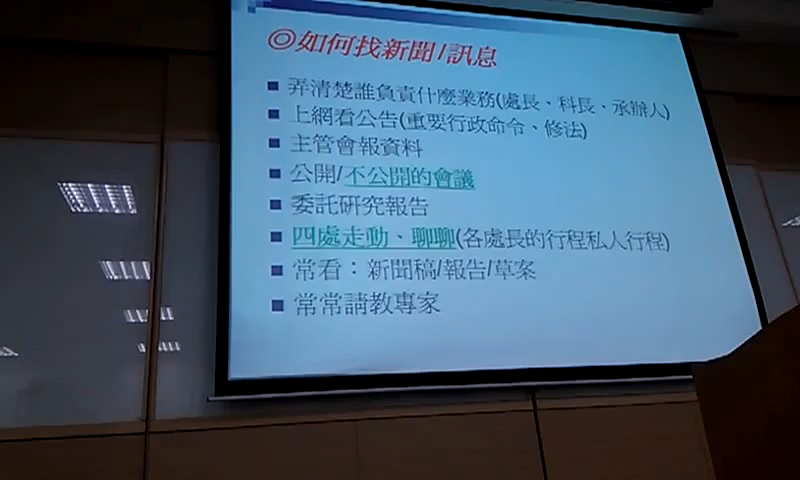 ◎如何找新聞/訊息
■ 弄清楚誰負責什麼業務(處長、科長、承辦人)
■ 上網看公告(重要行政命令、修法)
■ 主管會報資料
■ 公開/不公開的會議
■ 委託研究報告
■ 四處走動、聊聊(各處長的行程私人行程)
■ 常看：新聞稿/報告/草案
■ 常常請教專家